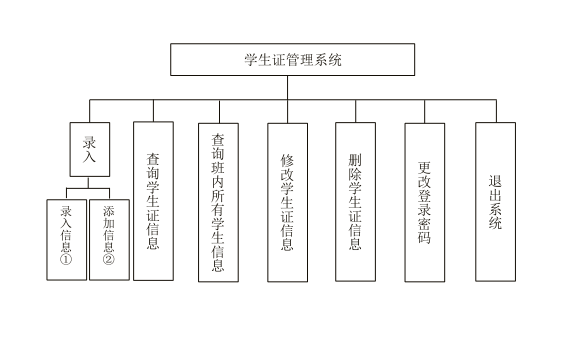 学生证管理系统
录入
查询学生证信息
查询班内所有学生信息
修改学生证信息
删除学生证信息
更改登录密码
退出系统
录入信息①
添加信息②